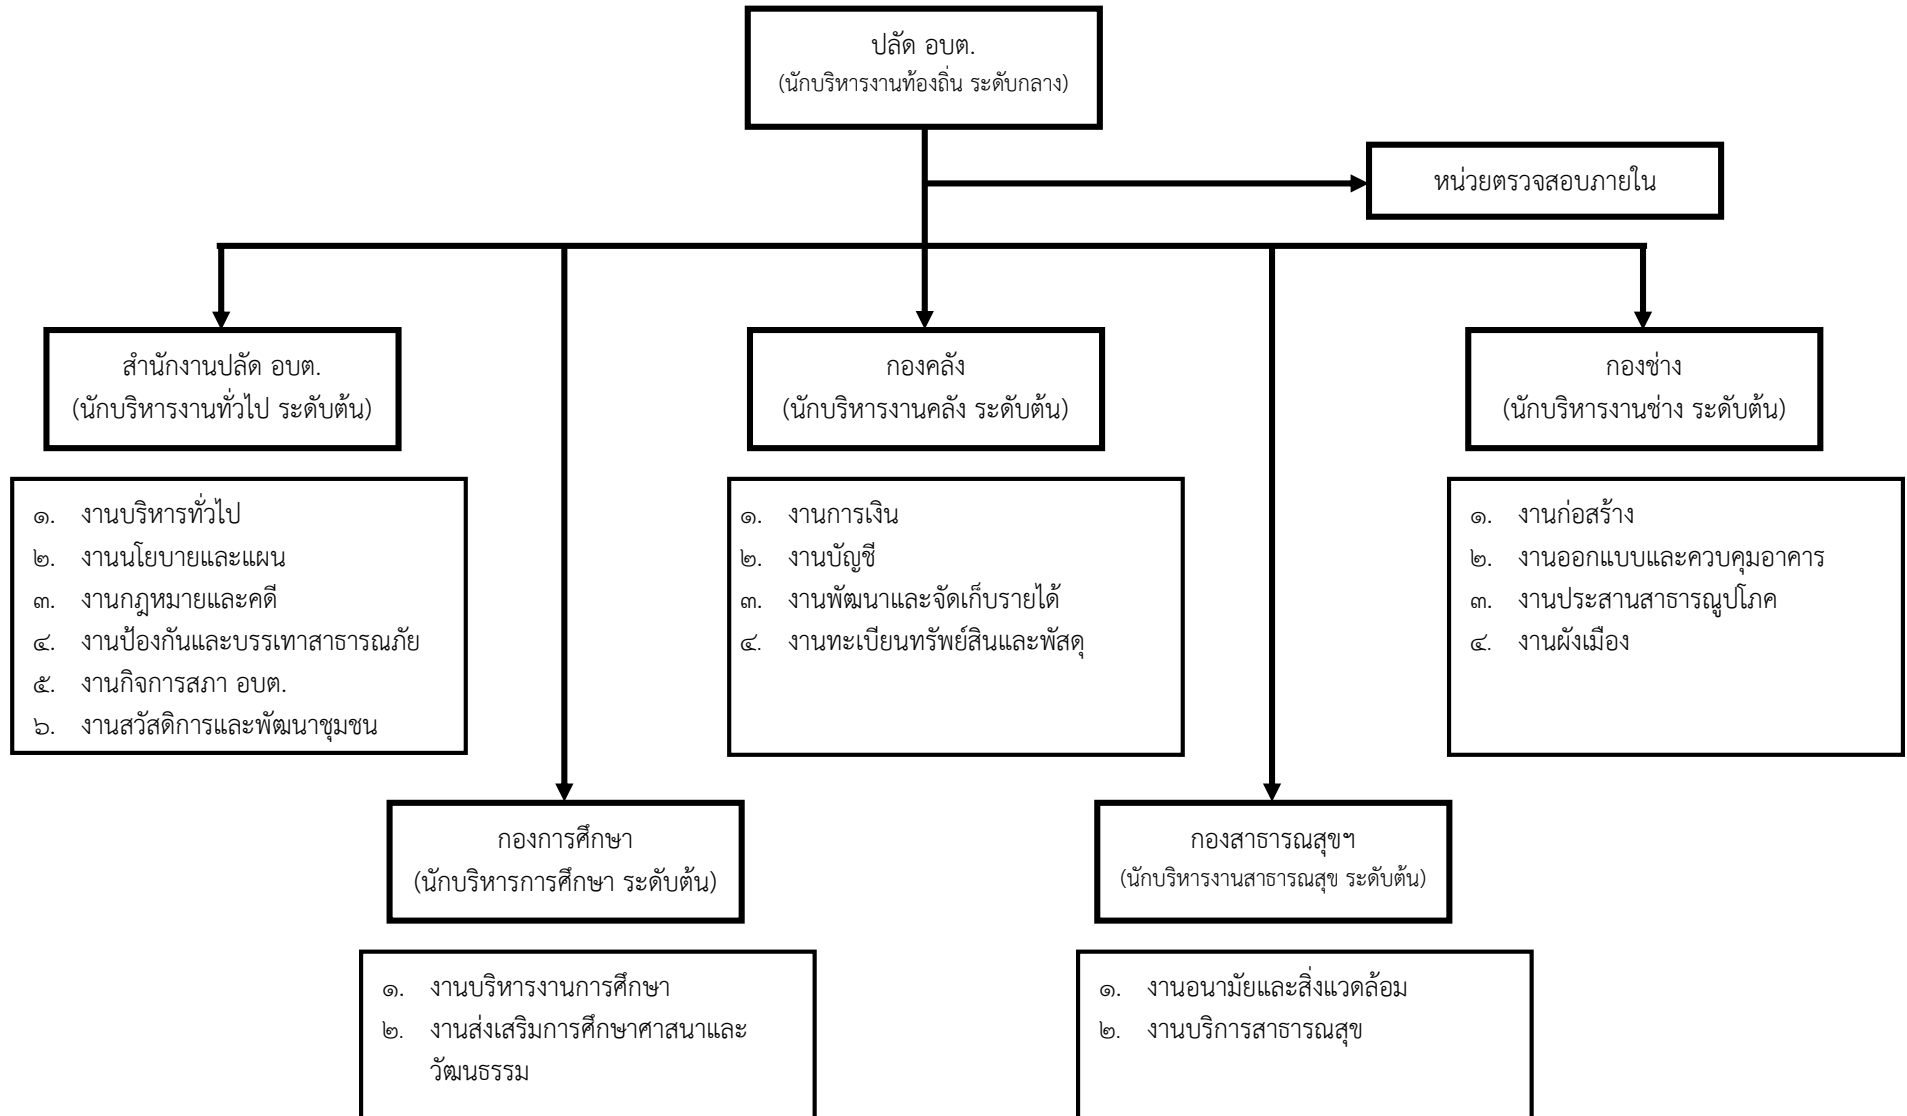 ปลัด อบต.
(นักบริหารงานท้องถิ่น ระดับกลาง)
หน่วยตรวจสอบภายใน
สำนักงานปลัด อบต.
(นักบริหารงานทั่วไป ระดับต้น)
กองคลัง
(นักบริหารงานคลัง ระดับต้น)
กองช่าง
(นักบริหารงานช่าง ระดับต้น)
๑. งานบริหารทั่วไป
๒. งานนโยบายและแผน
๓. งานกฎหมายและคดี
๔. งานป้องกันและบรรเทาสาธารณภัย
๕. งานกิจการสภา อบต.
๖. งานสวัสดิการและพัฒนาชุมชน
๑. งานการเงิน
๒. งานบัญชี
๓. งานพัฒนาและจัดเก็บรายได้
๔. งานทะเบียนทรัพย์สินและพัสดุ
๑. งานก่อสร้าง
๒. งานออกแบบและควบคุมอาคาร
๓. งานประสานสาธารณูปโภค
๔. งานผังเมือง
กองการศึกษา
(นักบริหารการศึกษา ระดับต้น)
กองสาธารณสุขฯ
(นักบริหารงานสาธารณสุข ระดับต้น)
๑. งานบริหารงานการศึกษา
๒. งานส่งเสริมการศึกษาศาสนาและ
วัฒนธรรม
๑. งานอนามัยและสิ่งแวดล้อม
๒. งานบริการสาธารณสุข